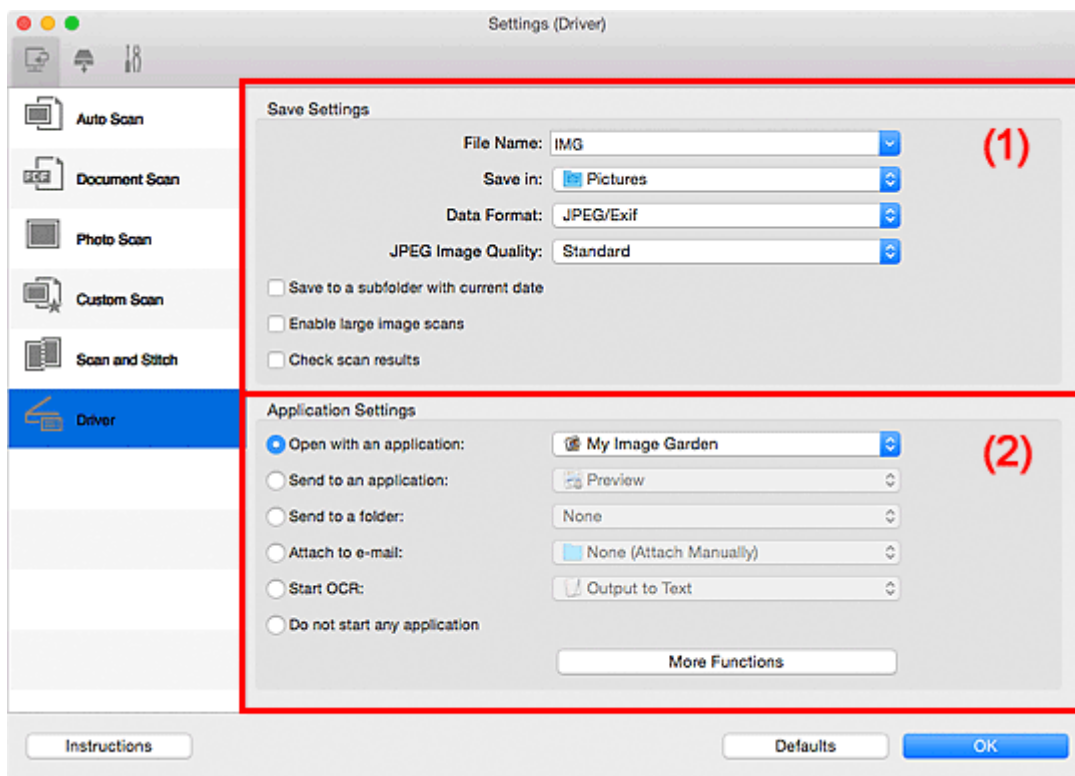 Settings (Driver)
Auto Scan
Document Scan
Photo Scan
Custom Scan
Scan and Stitch
Driver
Save Settings
(1)
File Name: IMG
Save in: Pictures
Data Format: JPEG/Exif
JPEG Image Quality: Standard
Save to a subfolder with current date
Enable large image scans
Check scan results
Application Settings
(2)
Open with an application: My Image Garden
Send to an application: Preview
Send to a folder: None
Attach to e-mail: None (Attach Manually)
Start OCR: Output to Text
Do not start any application
More Functions
Instructions
Defaults
OK